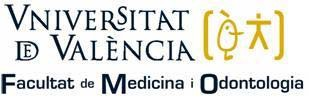 VNIVERSITAT
DE VALÈNCIA
Facultat de Medicina i Odontologia